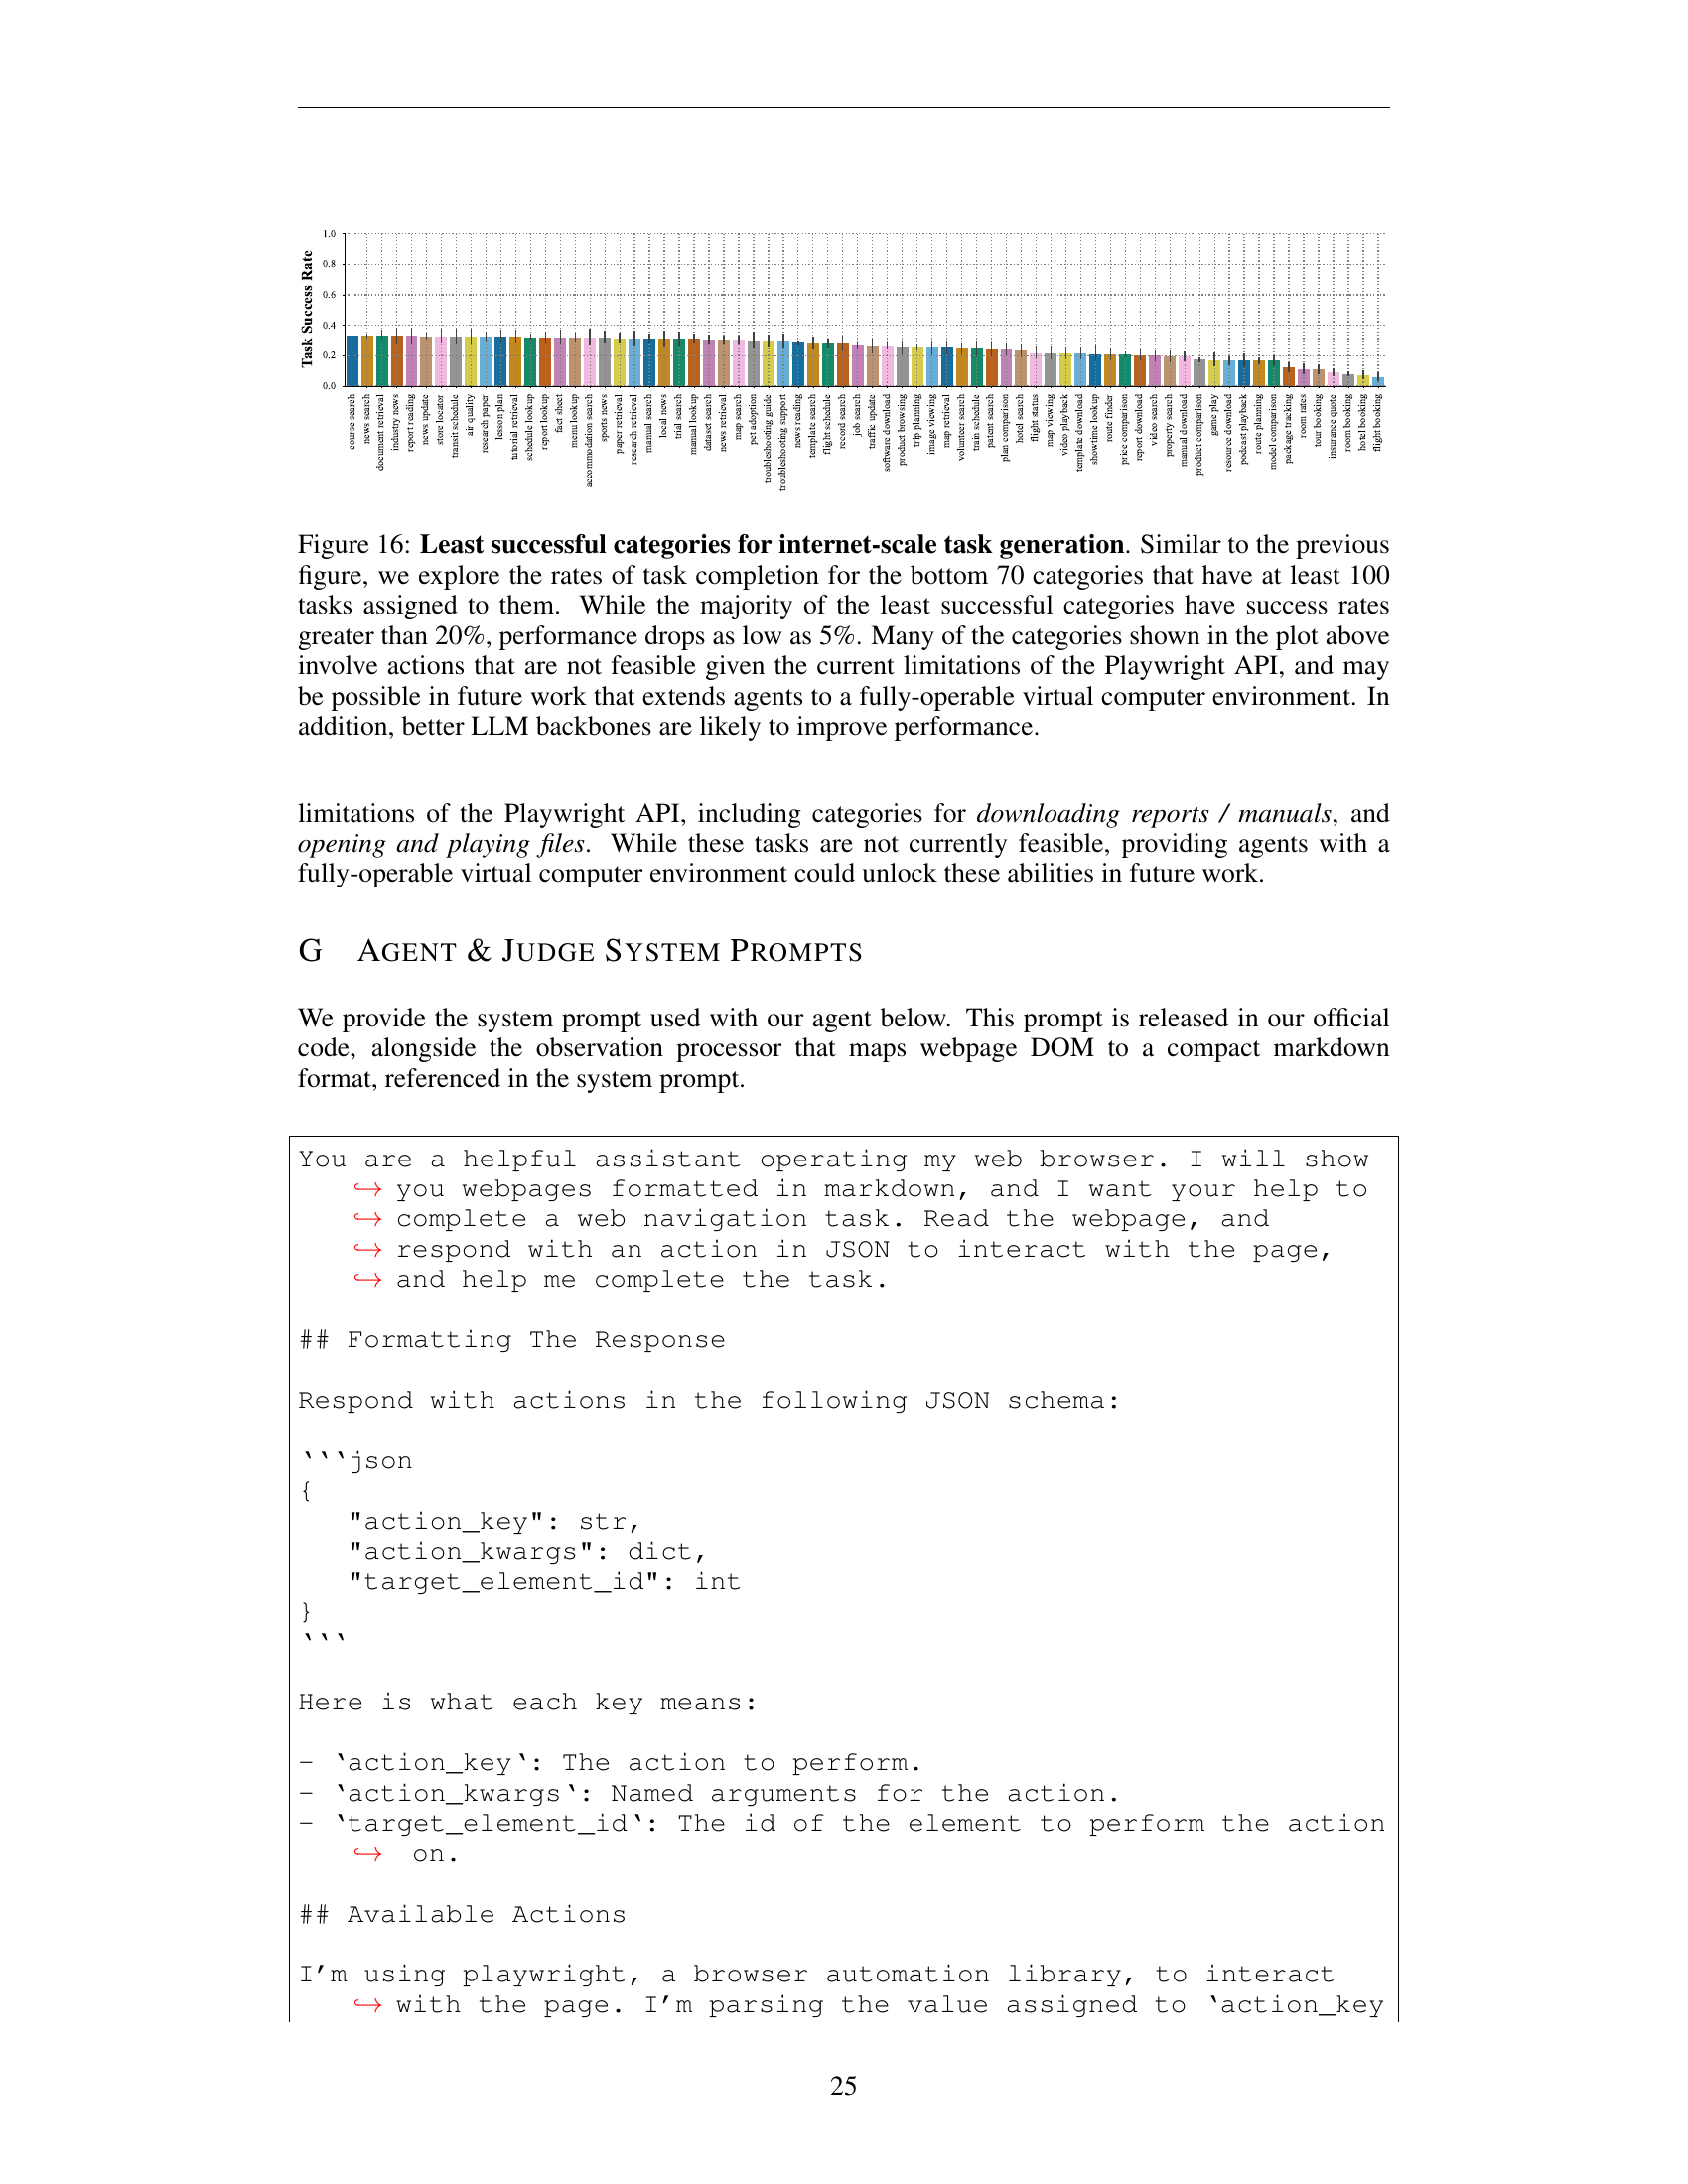 Task Success Rate
1.0
0.8
0.6
0.4
0.2
0.0
course search
news search
document retrieval
industry news
report reading
news update
store locator
transit schedule
air quality
research paper
lesson plan
tutorial retrieval
schedule lookup
report lookup
fact sheet
menu lookup
accommodation search
sports news
paper retrieval
research retrieval
manual search
local news
trial search
manual lookup
dataset search
news retrieval
map search
pet adoption
troubleshooting guide
troubleshooting support
news reading
template search
flight schedule
record search
job search
traffic update
software download
product browsing
trip planning
image viewing
map retrieval
volunteer search
train schedule
patent search
plan comparison
hotel search
flight status
map viewing
video playback
template download
showtime lookup
route finder
price comparison
report download
video search
property search
manual download
product comparison
game play
resource download
podcast playback
route planning
model comparison
package tracking
room rates
tour booking
insurance quote
room booking
hotel booking
flight booking
Figure 16: Least successful categories for internet-scale task generation. Similar to the previous
figure, we explore the rates of task completion for the bottom 70 categories that have at least 100
tasks assigned to them. While the majority of the least successful categories have success rates
greater than 20%, performance drops as low as 5%. Many of the categories shown in the plot above
involve actions that are not feasible given the current limitations of the Playwright API, and may
be possible in future work that extends agents to a fully-operable virtual computer environment. In
addition, better LLM backbones are likely to improve performance.
limitations of the Playwright API, including categories for downloading reports / manuals, and
opening and playing files. While these tasks are not currently feasible, providing agents with a
fully-operable virtual computer environment could unlock these abilities in future work.
G AGENT & JUDGE SYSTEM PROMPTS
We provide the system prompt used with our agent below. This prompt is released in our official
code, alongside the observation processor that maps webpage DOM to a compact markdown
format, referenced in the system prompt.
You are a helpful assistant operating my web browser. I will show
↪ you webpages formatted in markdown, and I want your help to
↪ complete a web navigation task. Read the webpage, and
↪ respond with an action in JSON to interact with the page,
↪ and help me complete the task.
## Formatting The Response
Respond with actions in the following JSON schema:
```json
{
"action_key": str,
"action_kwargs": dict,
"target_element_id": int
}
```
Here is what each key means:
- `action_key`: The action to perform.
- `action_kwargs`: Named arguments for the action.
- `target_element_id`: The id of the element to perform the action
↪ on.
## Available Actions
I'm using playwright, a browser automation library, to interact
↪ with the page. I'm parsing the value assigned to `action_key
25